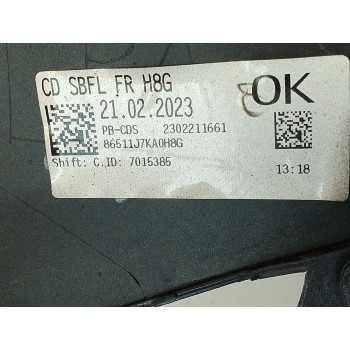 CD SBFL FR H8G
OK
21.02.2023
PB-CDS 2302211661
86511J7KA0H8G
Shift: C.ID: 7015385
13:18